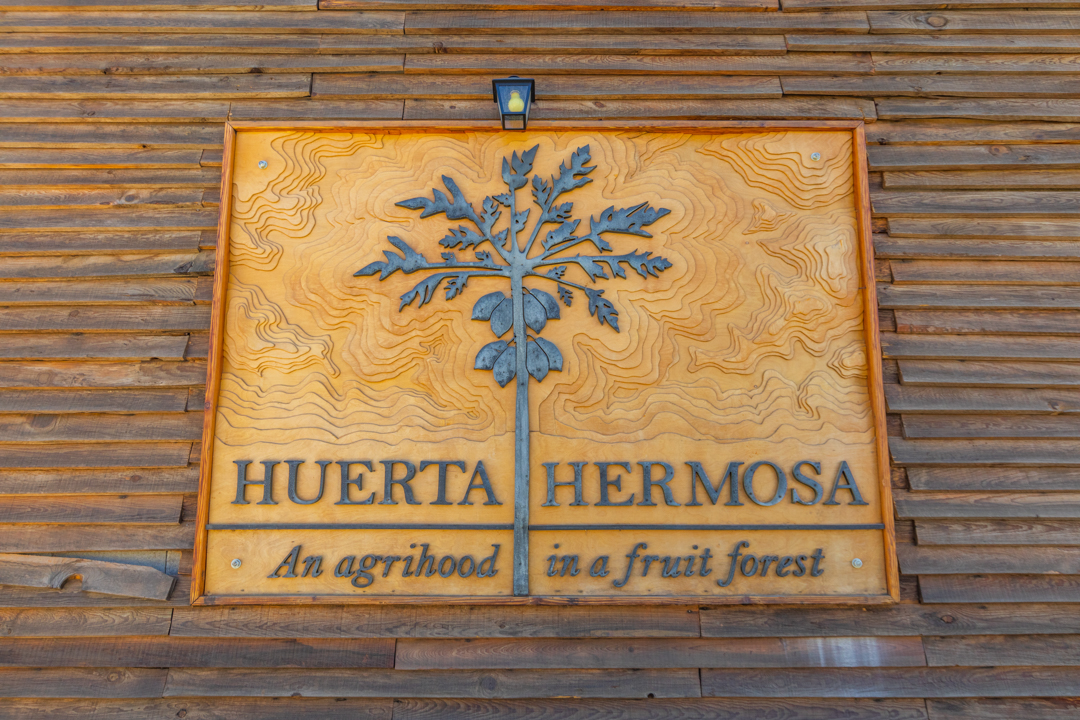 HUERTA HERMOSA
An agrihood in a fruit forest